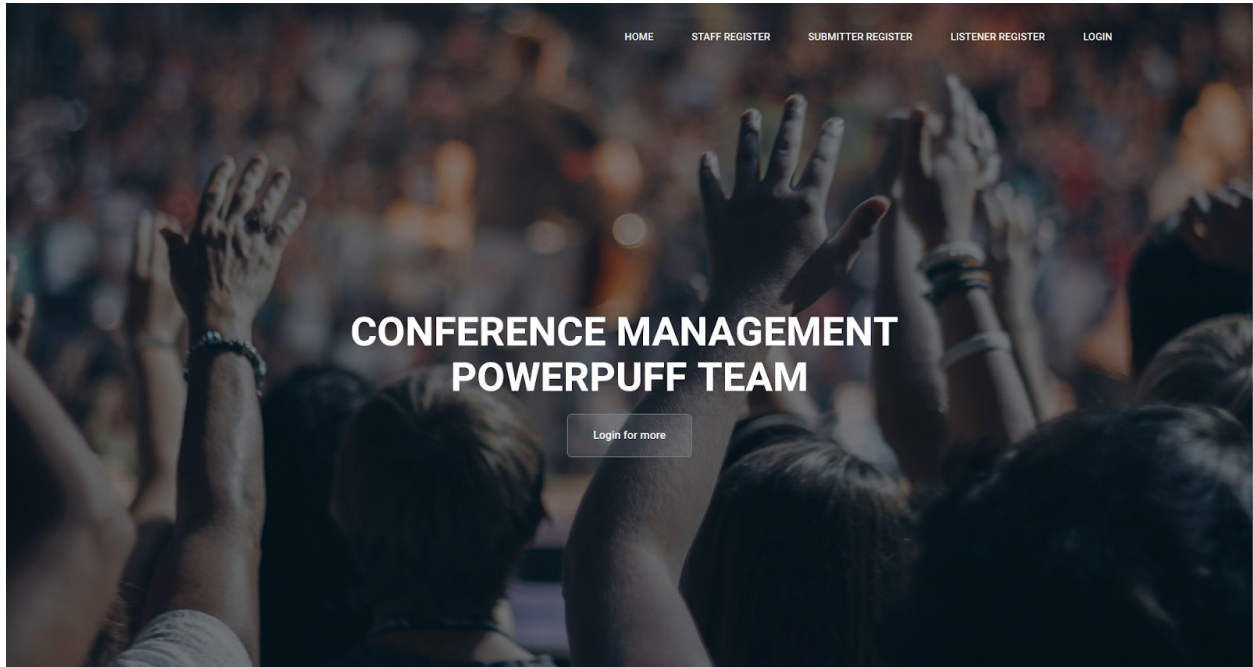 HOME STAFF REGISTER SUBMITTER REGISTER LISTENER REGISTER LOGIN
CONFERENCE MANAGEMENT
POWERPUFF TEAM
Login for more